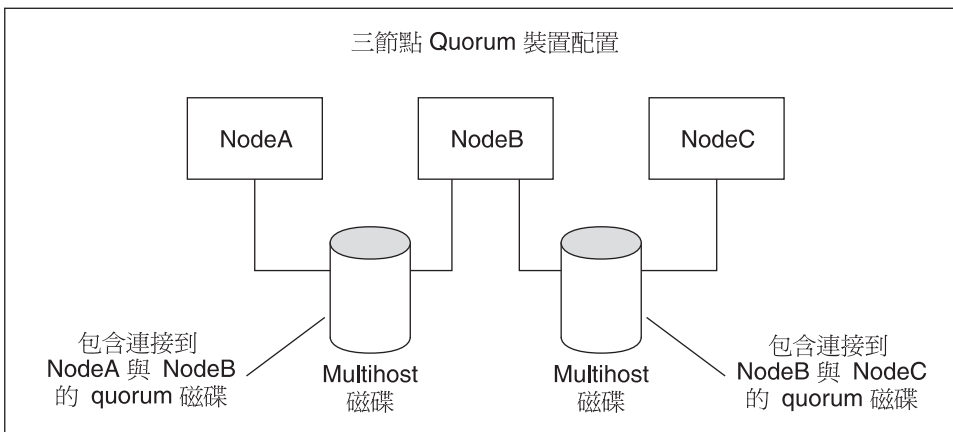 三節點 Quorum 裝置配置
NodeA
NodeB
NodeC
包含連接到
NodeA 與 NodeB
的 quorum 磁碟
Multihost
磁碟
Multihost
磁碟
包含連接到
NodeB 與 NodeC
的 quorum 磁碟